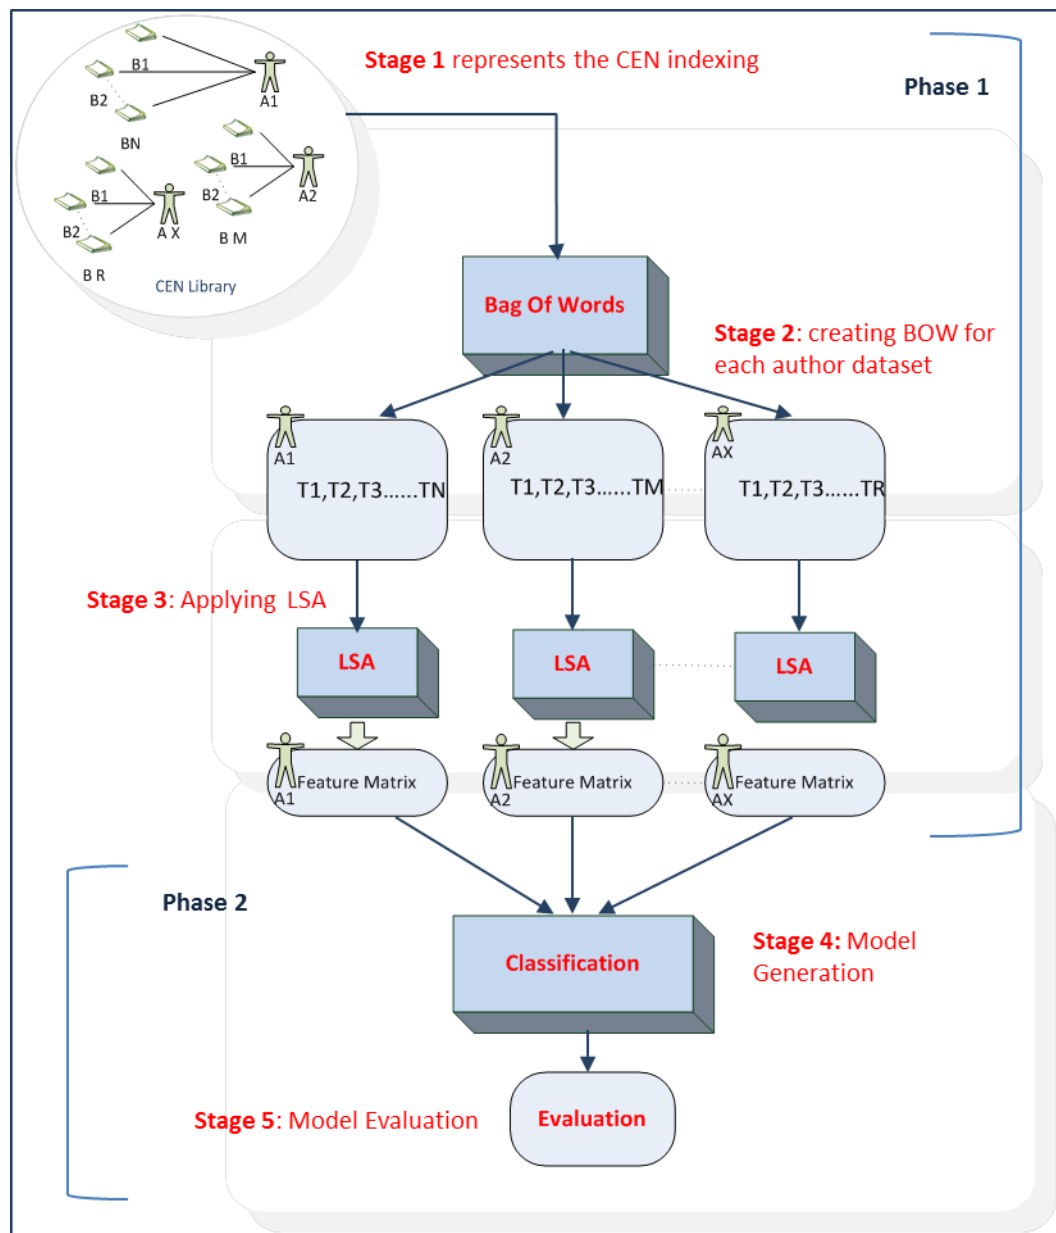 Stage 1 represents the CEN indexing
Phase 1
B1
B2
A1
BN
B1
B2
A2
B M
B1
B2
A X
B R
CEN Library
Bag Of Words
Stage 2: creating BOW for
each author dataset
A1
T1,T2,T3......TN
A2
T1,T2,T3......TM
AX
T1,T2,T3......TR
Stage 3: Applying LSA
LSA
LSA
LSA
A1
Feature Matrix
A2
Feature Matrix
AX
Feature Matrix
Phase 2
Classification
Stage 4: Model
Generation
Stage 5: Model Evaluation
Evaluation